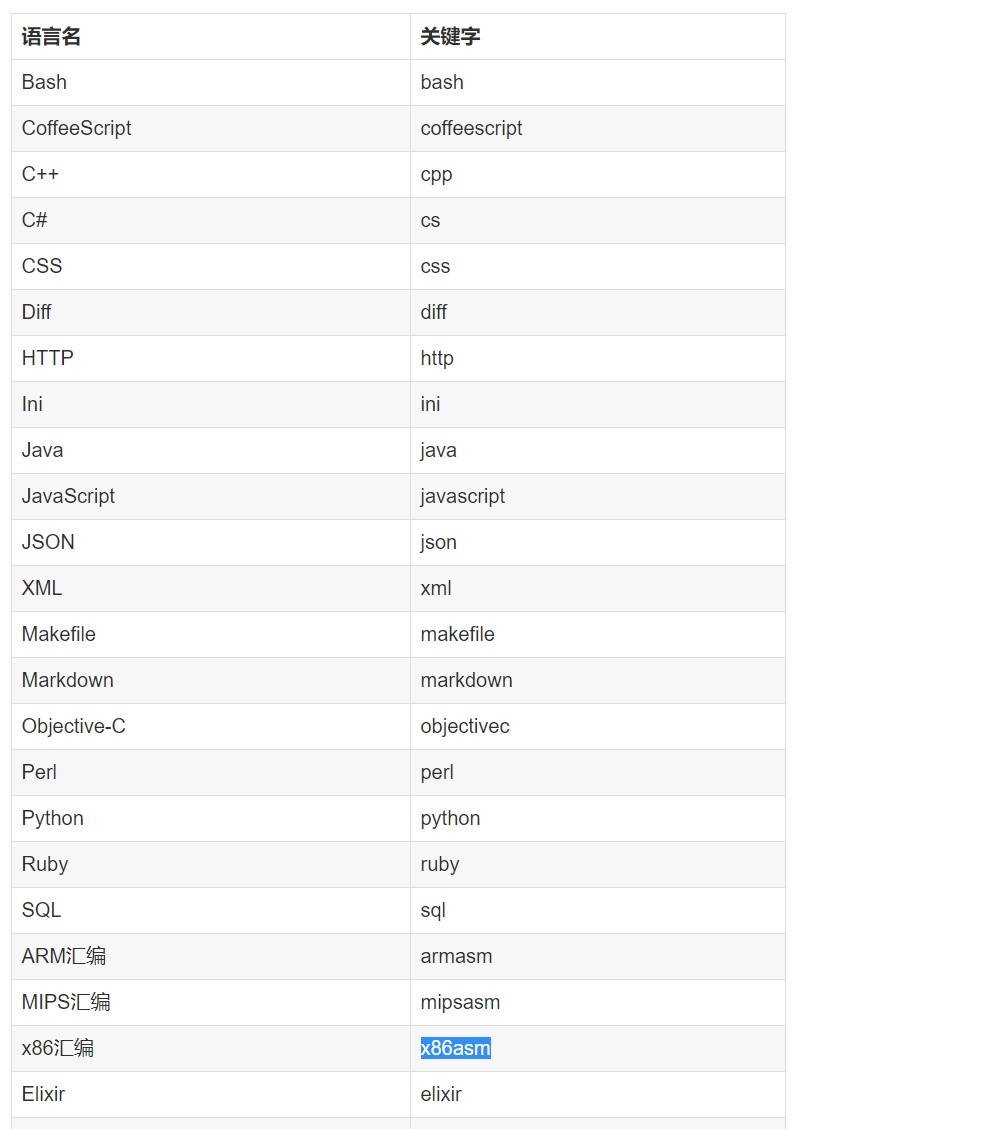 语言名 关键字
Bash bash
CoffeeScript coffeescript
C++ cpp
C# cs
CSS css
Diff diff
HTTP http
Ini ini
Java java
JavaScript javascript
JSON json
XML xml
Makefile makefile
Markdown markdown
Objective-C objectivec
Perl perl
Python python
Ruby ruby
SQL sql
ARM汇编 armasm
MIPS汇编 mipsasm
x86汇编 x86asm
Elixir elixir